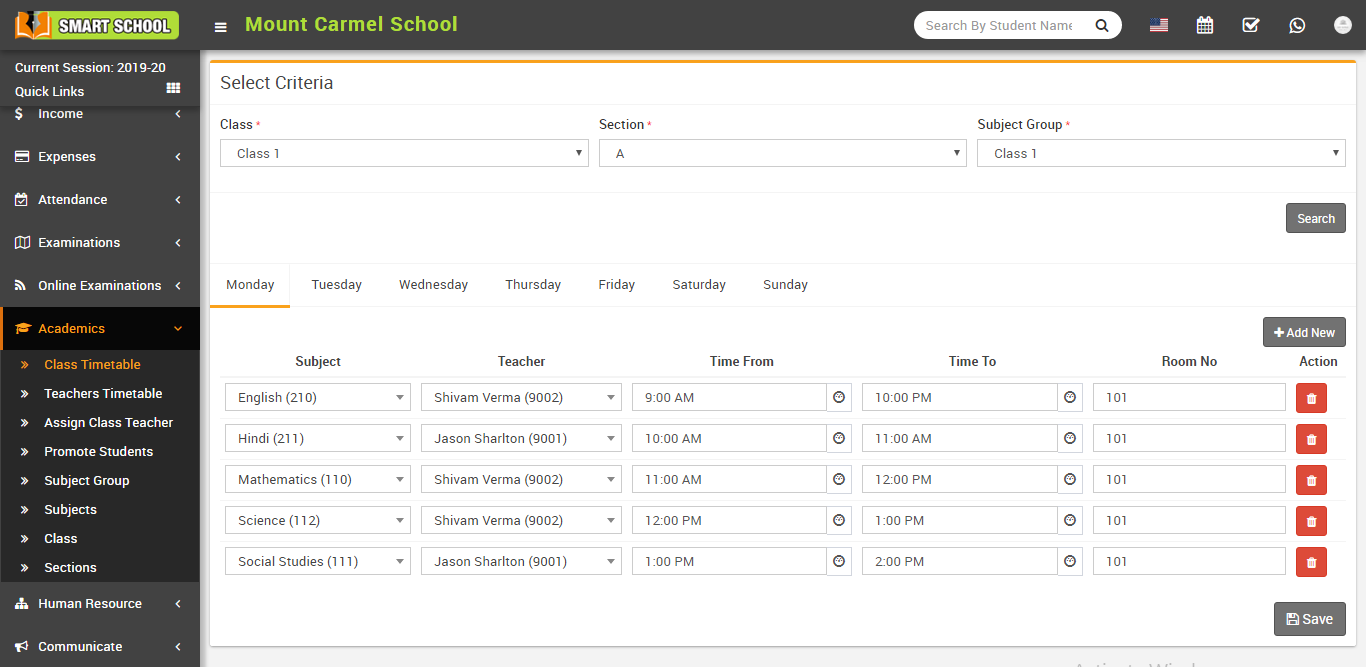 SMART SCHOOL
Mount Carmel School
Search By Student Name
Current Session: 2019-20
Quick Links
Income
Expenses
Attendance
Examinations
Online Examinations
Academics
Class Timetable
Teachers Timetable
Assign Class Teacher
Promote Students
Subject Group
Subjects
Class
Sections
Human Resource
Communicate
Select Criteria
Class * Section * Subject Group *
Class 1 A Class 1
Search
Monday Tuesday Wednesday Thursday Friday Saturday Sunday
Add New
Subject Teacher Time From Time To Room No Action
English (210) Shivam Verma (9002) 9:00 AM 10:00 PM 101
Hindi (211) Jason Sharlton (9001) 10:00 AM 11:00 AM 101
Mathematics (110) Shivam Verma (9002) 11:00 AM 12:00 PM 101
Science (112) Shivam Verma (9002) 12:00 PM 1:00 PM 101
Social Studies (111) Jason Sharlton (9001) 1:00 PM 2:00 PM 101
Save